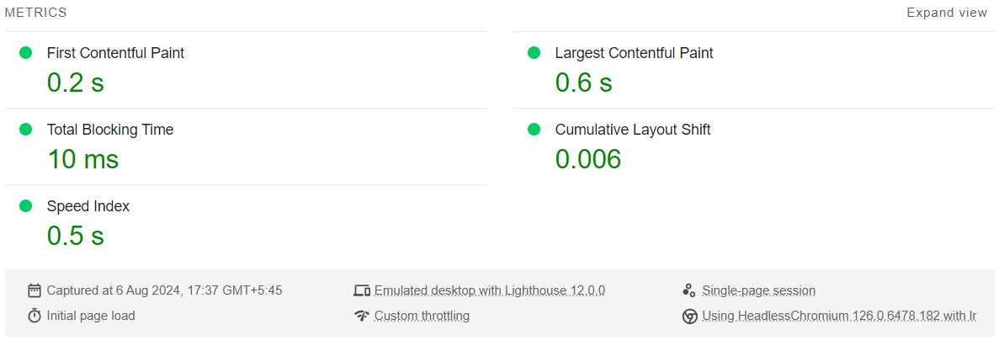 METRICS
Expand view
First Contentful Paint
0.2 s
Largest Contentful Paint
0.6 s
Total Blocking Time
10 ms
Cumulative Layout Shift
0.006
Speed Index
0.5 s
Captured at 6 Aug 2024, 17:37 GMT+5:45
Emulated desktop with Lighthouse 12.0.0
Single-page session
Initial page load
Custom throttling
Using HeadlessChromium 126.0.6478.182 with lr